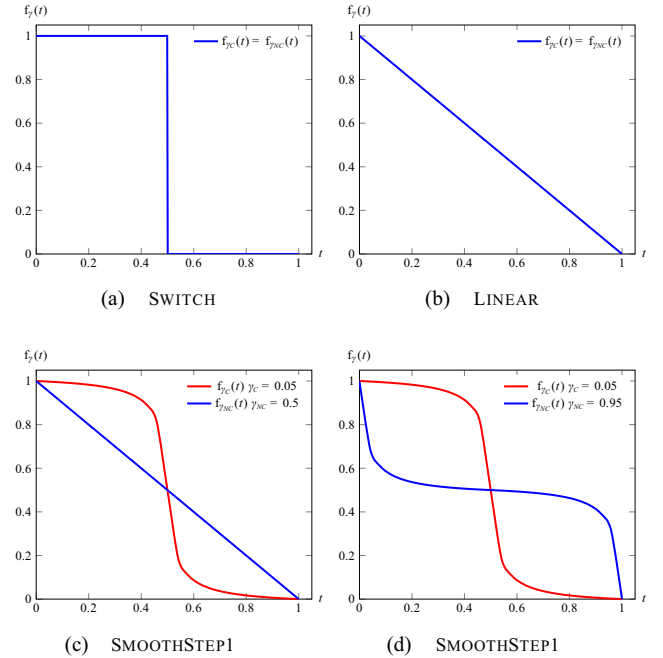 f𝛾(t)
1
0.8
0.6
0.4
0.2
0
0 0.2 0.4 0.6 0.8 1 t
f𝛾C(t) = f𝛾NC(t)
(a) SWITCH
f𝛾(t)
1
0.8
0.6
0.4
0.2
0
0 0.2 0.4 0.6 0.8 1 t
f𝛾C(t) = f𝛾NC(t)
(b) LINEAR
f𝛾(t)
1
0.8
0.6
0.4
0.2
0
0 0.2 0.4 0.6 0.8 1 t
f𝛾C(t) 𝛾C = 0.05
f𝛾NC(t) 𝛾NC = 0.5
(c) SMOOTHSTEP1
f𝛾(t)
1
0.8
0.6
0.4
0.2
0
0 0.2 0.4 0.6 0.8 1 t
f𝛾C(t) 𝛾C = 0.05
f𝛾NC(t) 𝛾NC = 0.95
(d) SMOOTHSTEP1